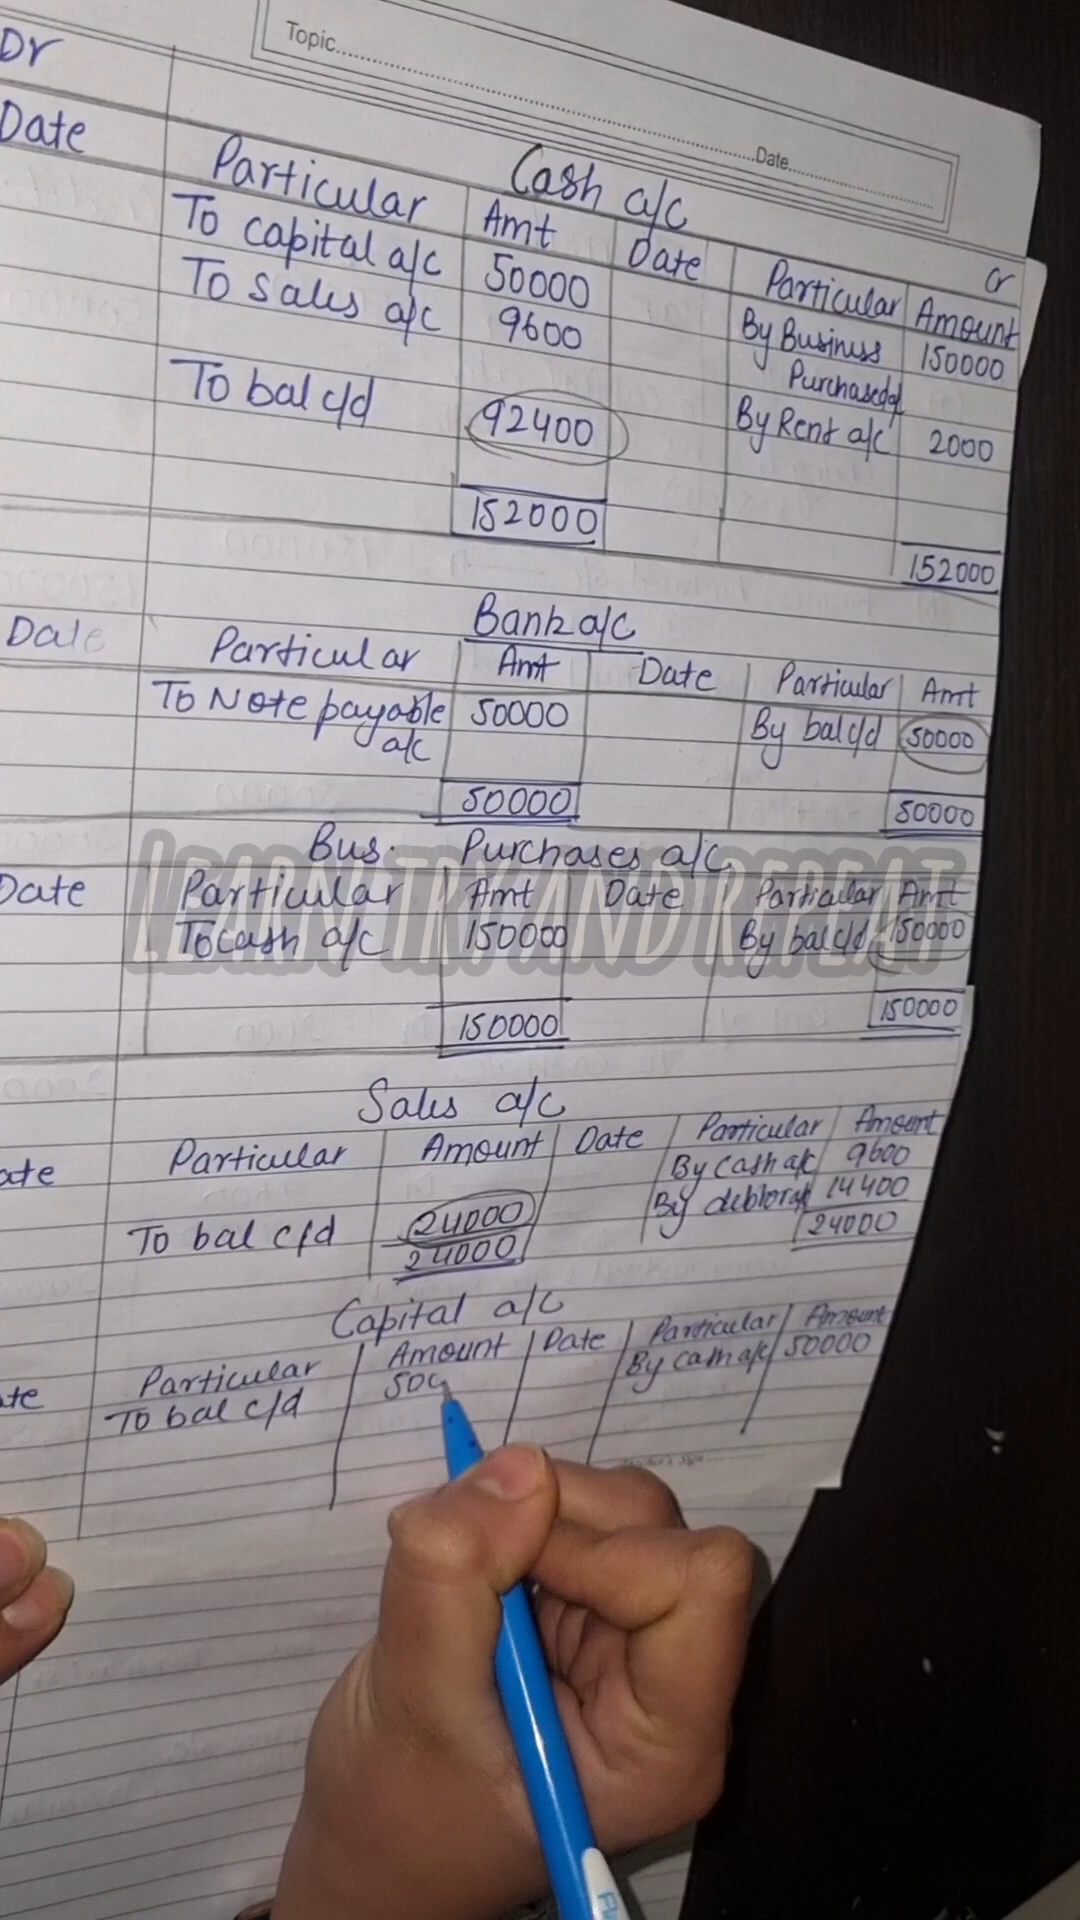 Topic
Date
Dr
Cash a/c
Cr
Date Particular Amt Date Particular Amount
To capital a/c 50000 By Business 150000
Purchased a/c
To Sales a/c 9600 By Rent a/c 2000
To bal c/d 92400
152000 152000
Bank a/c
Date Particular Amt Date Particular Amt
To Note payable 50000 By bal c/d 50000
a/c
50000 50000
Bus. Purchases a/c
LEARN TRY AND REPEAT
Date Particular Amt Date Particular Amt
To cash a/c 150000 By bal c/d 150000
150000 150000
Sales a/c
ate Particular Amount Date Particular Amount
By cash a/c 9600
By debtor a/c 14400
To bal c/d 24000 24000
24000
Capital a/c
ate Particular Amount Date Particular Amount
To bal c/d 500 By Cash a/c 50000